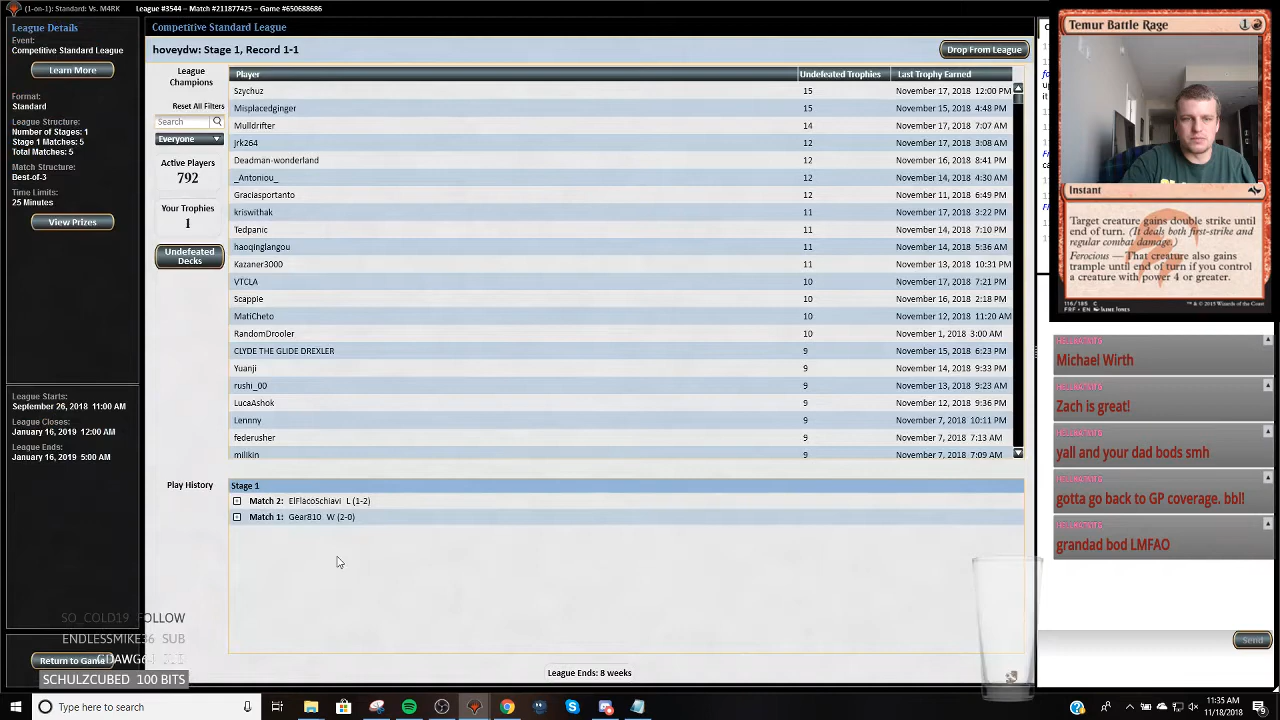 (1-on-1): Standard: Vs. M4RK
League #3544 – Match #211877425 – Game #650688686
League Details
Event:
Competitive Standard League
Learn More
Format:
Standard
League Structure:
Number of Stages: 1
Stage 1 Matches: 5
Total Matches: 5
Match Structure:
Best-of-3
Time Limits:
25 Minutes
View Prizes
League Starts:
September 26, 2018 11:00 AM
League Closes:
January 16, 2019 12:00 AM
League Ends:
January 16, 2019 5:00 AM
Return to Game
Competitive Standard League
hoveydw: Stage 1, Record 1-1
Drop From League
League
Champions
Reset All Filters
Search
Everyone
Active Players
792
Your Trophies
1
Undefeated
Decks
Player Undefeated Trophies Last Trophy Earned
Szychuz 15 November 17, 2018 12:00 PM
Misplacedginger 15 November 15, 2018 4:48 PM
Mulldrifter 14 November 17, 2018 7:07 AM
jrk264 12 November 17, 2018 3:08 AM
Deadman-wonderland 12 November 16, 2018 8:41 PM
_Antoniou_ 12 November 14, 2018 4:30 AM
Graciasportanto 12 November 11, 2018 6:49 PM
kriswithak 11 November 17, 2018 3:22 PM
Tedpanic 11 November 14, 2018 7:10 PM
haoqinglangou 11 November 14, 2018 5:36 AM
Kazaner3000 11 November 13, 2018 10:31 PM
VTCLA 10 November 17, 2018 7:21 PM
Scapple 10 November 16, 2018 2:18 PM
MatiCheto 10 November 12, 2018 11:20 AM
RandomDrooler 10 November 1, 2018 3:00 AM
CLYDE THE GLIDE DREXLER 9 November 15, 2018 6:23 PM
Yuanji 9 November 14, 2018 9:33 PM
rushi_00 9 November 13, 2018 9:23 AM
LucaAshok 9 November 12, 2018 9:36 PM
Lennny 9 November 7, 2018 10:11 PM
federusher 9 November 7, 2018 7:13 AM
milikin 9 November 7, 2018 7:09 AM
Play History
Stage 1
Match 2: ElFlacoSchiavi L (1-2)
Match 1: Gear810 W (2-0)
League Ends: 8 weeks
SO_COLD19 FOLLOW
ENDLESSMIKE36 SUB
SCHULZCUBED 100 BITS
Temur Battle Rage 1
Instant
Target creature gains double strike until
end of turn. (It deals both first-strike and
regular combat damage.)
Ferocious — That creature also gains
trample until end of turn if you control
a creature with power 4 or greater.
116/185 C
FRF • EN
™ & © 2015 Wizards of the Coast
Michael Wirth
Zach is great!
yall and your dad bods smh
gotta go back to GP coverage. bbl!
grandad bod LMFAO
Send
Type here to search
11:35 AM
11/18/2018